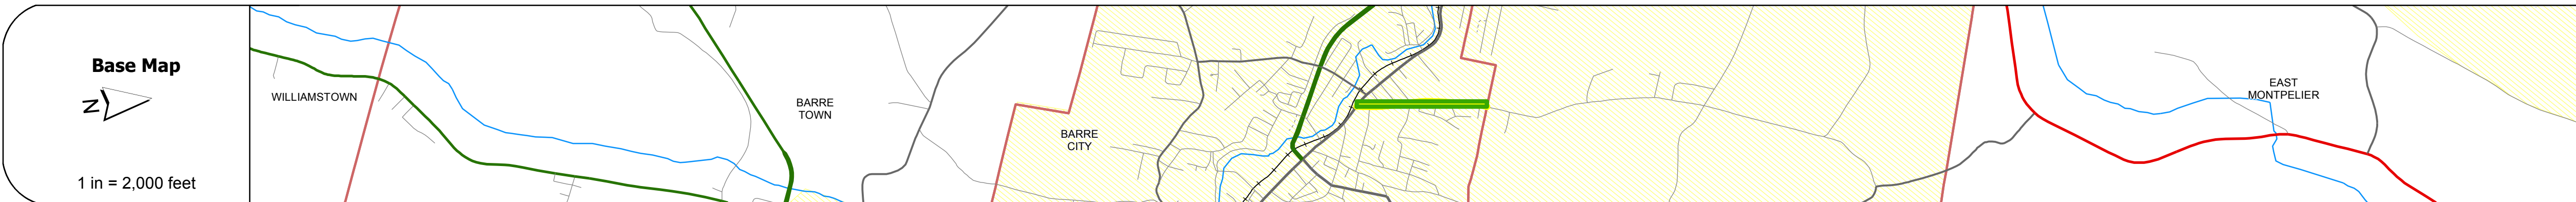 Base Map
N
1 in = 2,000 feet
WILLIAMSTOWN
BARRE
TOWN
BARRE
CITY
EAST
MONTPELIER